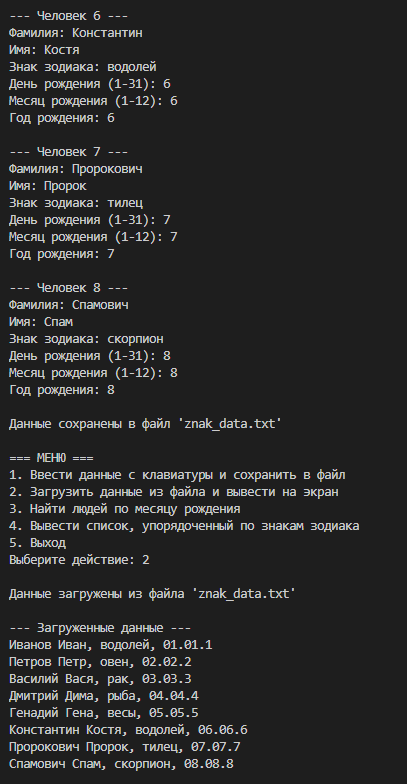 --- Человек 6 ---
Фамилия: Константин
Имя: Костя
Знак зодиака: водолей
День рождения (1-31): 6
Месяц рождения (1-12): 6
Год рождения: 6
--- Человек 7 ---
Фамилия: Пророкович
Имя: Пророк
Знак зодиака: тилец
День рождения (1-31): 7
Месяц рождения (1-12): 7
Год рождения: 7
--- Человек 8 ---
Фамилия: Спамович
Имя: Спам
Знак зодиака: скорпион
День рождения (1-31): 8
Месяц рождения (1-12): 8
Год рождения: 8
Данные сохранены в файл 'znak_data.txt'
=== МЕНЮ ===
1. Ввести данные с клавиатуры и сохранить в файл
2. Загрузить данные из файла и вывести на экран
3. Найти людей по месяцу рождения
4. Вывести список, упорядоченный по знакам зодиака
5. Выход
Выберите действие: 2
Данные загружены из файла 'znak_data.txt'
--- Загруженные данные ---
Иванов Иван, водолей, 01.01.1
Петров Петр, овен, 02.02.2
Василий Вася, рак, 03.03.3
Дмитрий Дима, рыба, 04.04.4
Генадий Гена, весы, 05.05.5
Константин Костя, водолей, 06.06.6
Пророкович Пророк, тилец, 07.07.7
Спамович Спам, скорпион, 08.08.8